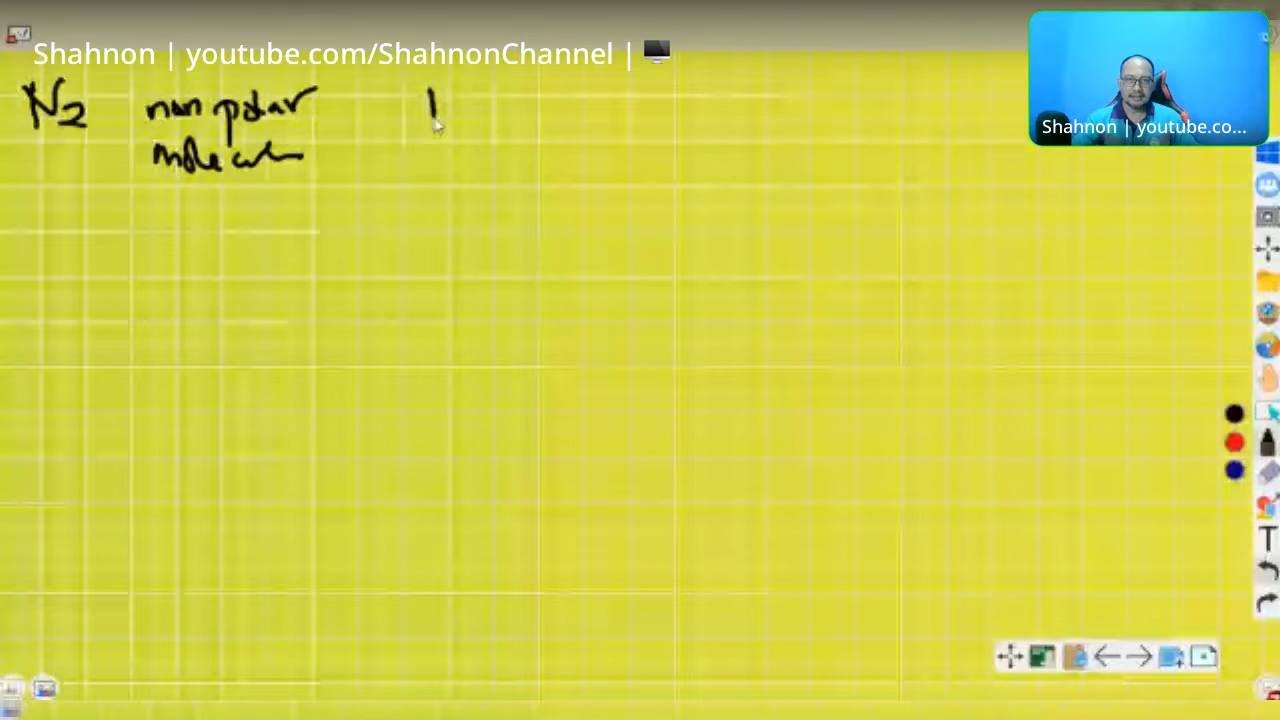 Shahnon | youtube.com/ShahnonChannel |
Shahnon | youtube.co...
N2 non polar
molecule
T